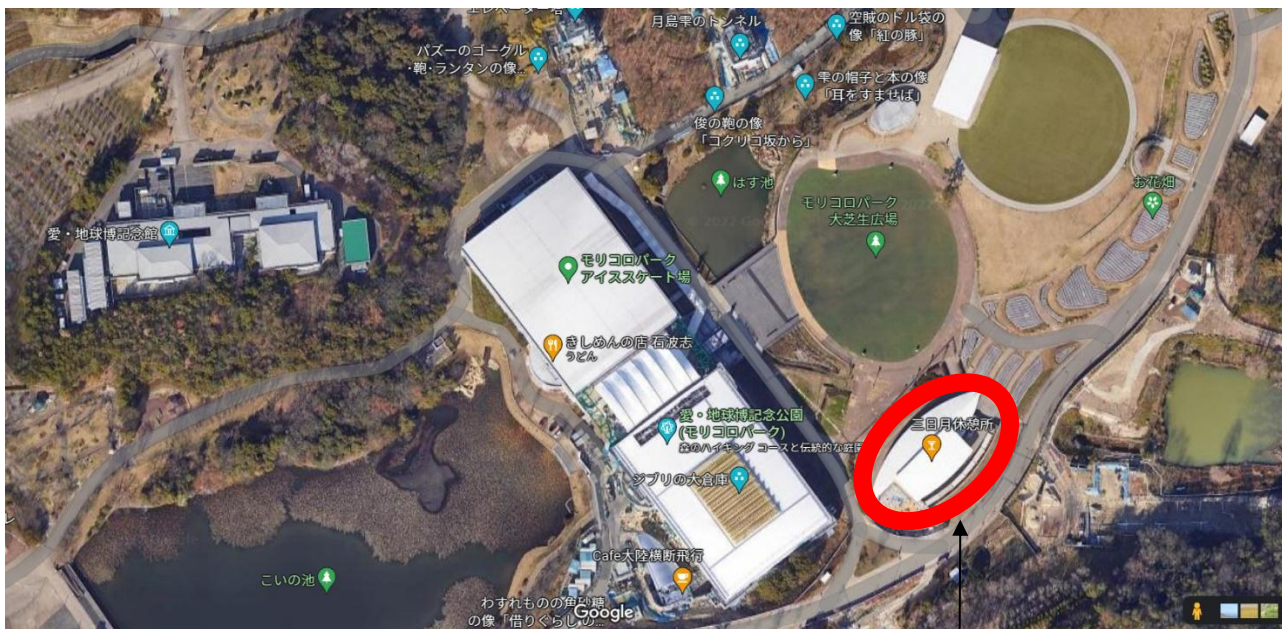 エレベーター塔
月島雫のトンネル
空賊のドル袋の
像「紅の豚」
パズーのゴーグル
・鞄・ランタンの像...
雫の帽子と本の像
「耳をすませば」
俊の鞄の像
「コクリコ坂から」
はす池
モリコロパーク
大芝生広場
お花畑
愛・地球博記念館
モリコロパーク
アイススケート場
きしめんの店 石波志
うどん
愛・地球博記念公園
(モリコロパーク)
森のハイキング コースと伝統的な庭園
三日月休憩所
ジブリの大倉庫
Cafe大陸横断飛行
こいの池
わすれものの角砂糖
の像「借りぐらしの...
Google